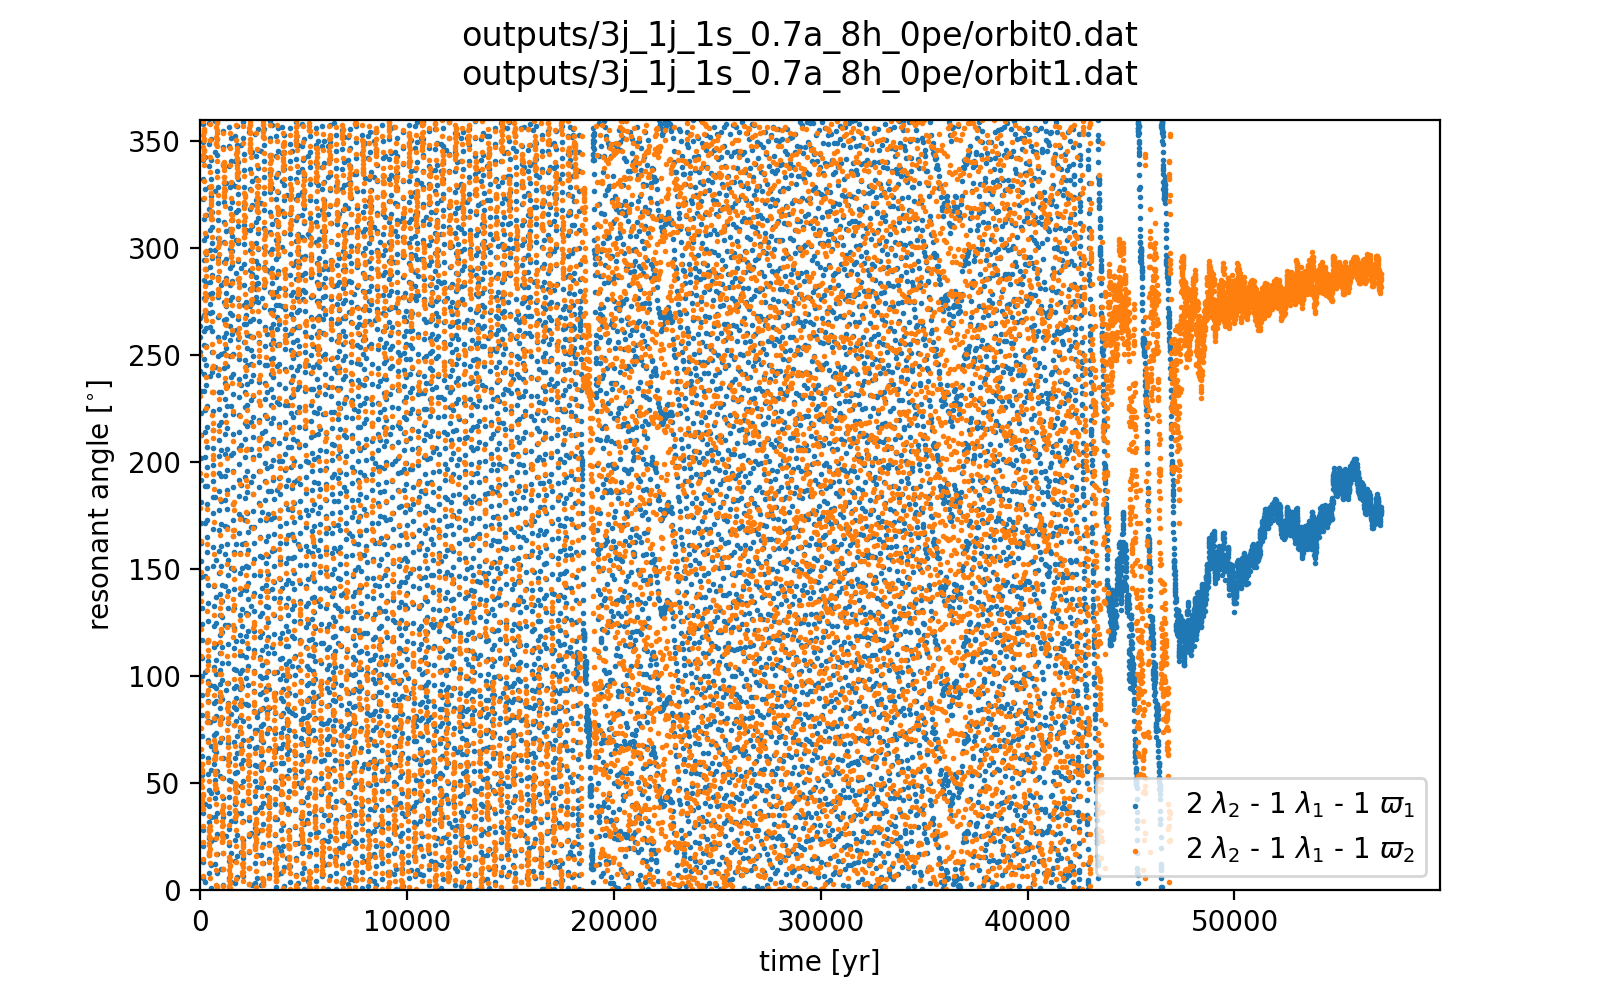 outputs/3j_1j_1s_0.7a_8h_0pe/orbit0.dat
outputs/3j_1j_1s_0.7a_8h_0pe/orbit1.dat
350
300
250
200
150
100
50
0
resonant angle [°]
2 λ₂ - 1 λ₁ - 1 ϖ₁
2 λ₂ - 1 λ₁ - 1 ϖ₂
0 10000 20000 30000 40000 50000
time [yr]